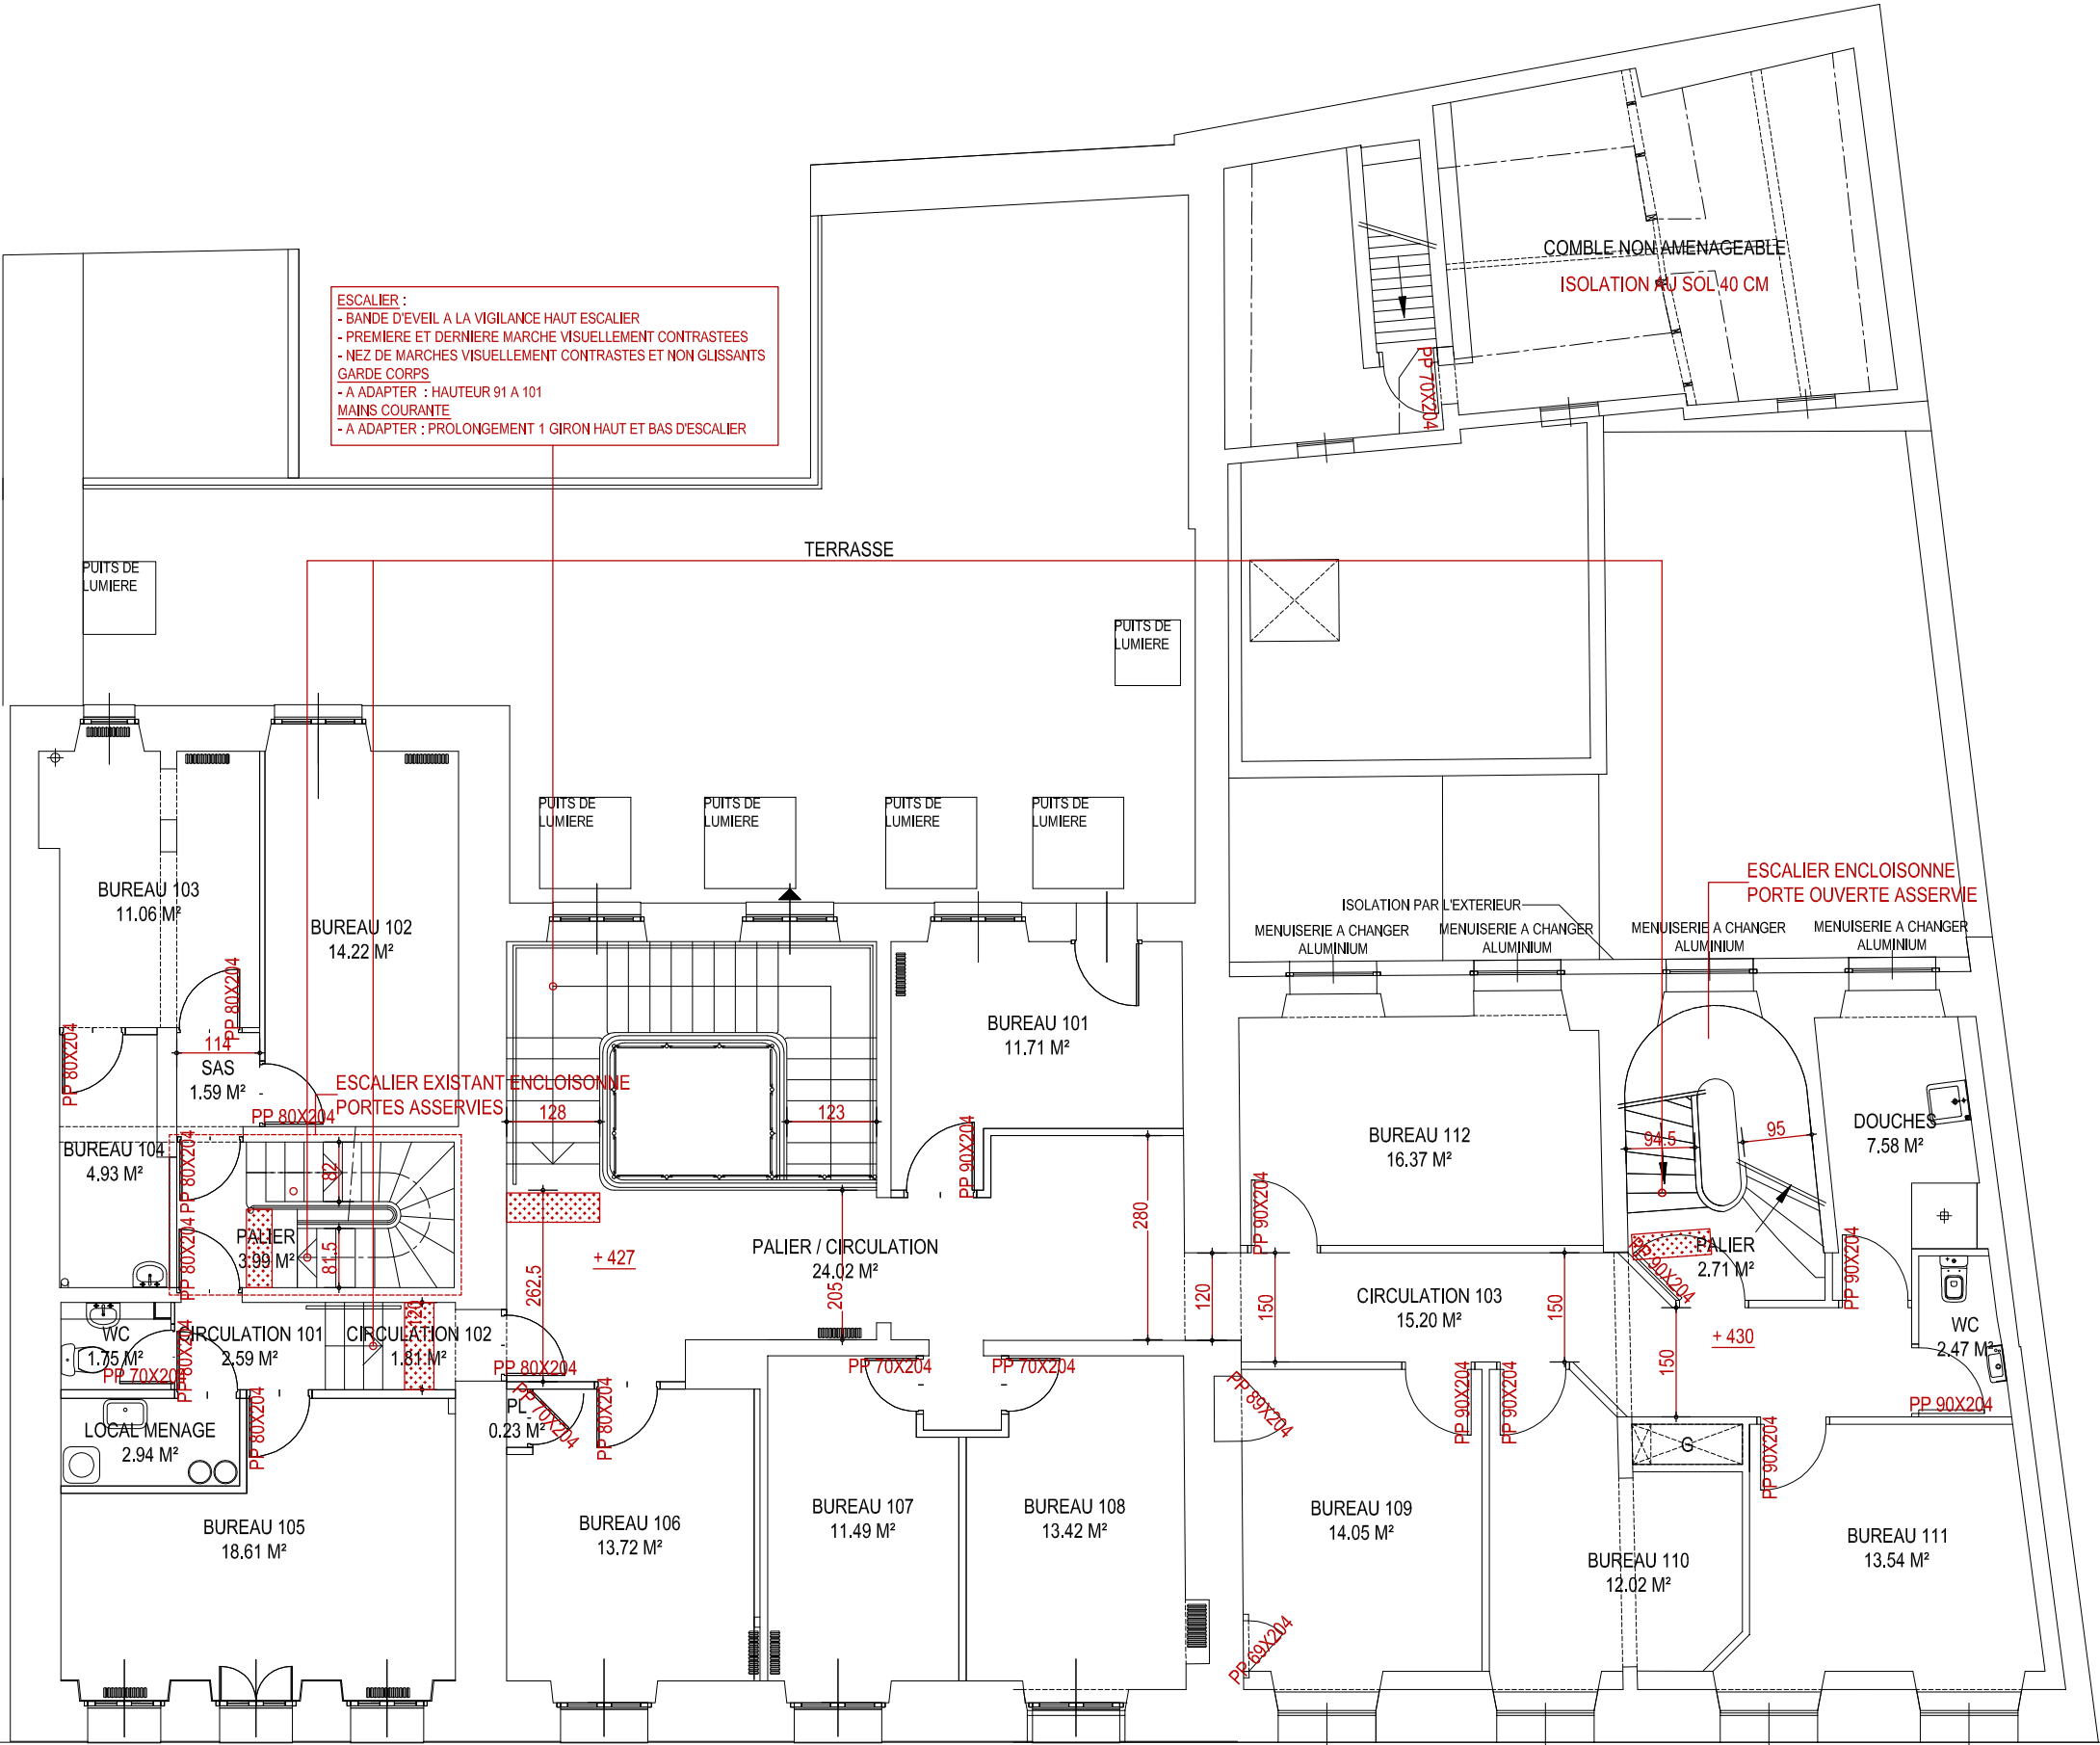 COMBLE NON AMENAGEABLE
ISOLATION AU SOL 40 CM
ESCALIER :
- BANDE D'EVEIL A LA VIGILANCE HAUT ESCALIER
- PREMIERE ET DERNIERE MARCHE VISUELLEMENT CONTRASTEES
- NEZ DE MARCHES VISUELLEMENT CONTRASTES ET NON GLISSANTS
GARDE CORPS
- A ADAPTER : HAUTEUR 91 A 101
MAINS COURANTE
- A ADAPTER : PROLONGEMENT 1 GIRON HAUT ET BAS D'ESCALIER
PP 70X204
TERRASSE
PUITS DE
LUMIERE
PUITS DE
LUMIERE
PUITS DE
LUMIERE
PUITS DE
LUMIERE
PUITS DE
LUMIERE
PUITS DE
LUMIERE
ESCALIER ENCLOISONNE
PORTE OUVERTE ASSERVIE
ISOLATION PAR L'EXTERIEUR
MENUISERIE A CHANGER
ALUMINIUM
MENUISERIE A CHANGER
ALUMINIUM
MENUISERIE A CHANGER
ALUMINIUM
MENUISERIE A CHANGER
ALUMINIUM
BUREAU 103
11.06 M²
BUREAU 102
14.22 M²
PP 80X204
PP 80X204
114
SAS
1.59 M²
PP 80X204
ESCALIER EXISTANT ENCLOISONNE
PORTES ASSERVIES
128
123
BUREAU 101
11.71 M²
PP 90X204
BUREAU 112
16.37 M²
PP 90X204
94.5
95
DOUCHES
7.58 M²
BUREAU 104
4.93 M²
PP 80X204
PP 80X204
82
81.5
PALIER
3.99 M²
262.5
+ 427
PALIER / CIRCULATION
24.02 M²
205
280
120
150
CIRCULATION 103
15.20 M²
150
PP 90X204
PALIER
2.71 M²
PP 90X204
+ 430
150
WC
2.47 M²
PP 90X204
WC
1.75 M²
PP 70X204
PP 80X204
CIRCULATION 101
2.59 M²
CIRCULATION 102
1.81 M²
120
PP 80X204
PP 70X204
PL
0.23 M²
PP 80X204
PP 70X204
PP 70X204
PP 89X204
PP 90X204
PP 90X204
G
PP 90X204
LOCAL MENAGE
2.94 M²
PP 80X204
BUREAU 105
18.61 M²
BUREAU 106
13.72 M²
BUREAU 107
11.49 M²
BUREAU 108
13.42 M²
BUREAU 109
14.05 M²
BUREAU 110
12.02 M²
BUREAU 111
13.54 M²
PP 69X204